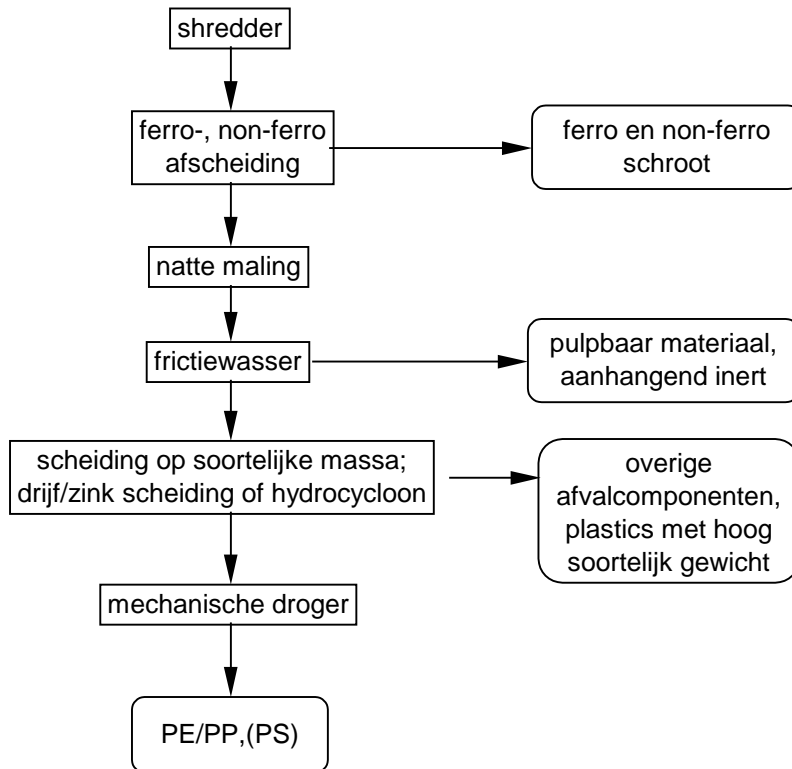 shredder
ferro-, non-ferro
afscheiding
ferro en non-ferro
schroot
natte maling
frictiewasser
pulpbaar materiaal,
aanhangend inert
scheiding op soortelijke massa;
drijf/zink scheiding of hydrocycloon
overige
afvalcomponenten,
plastics met hoog
soortelijk gewicht
mechanische droger
PE/PP,(PS)